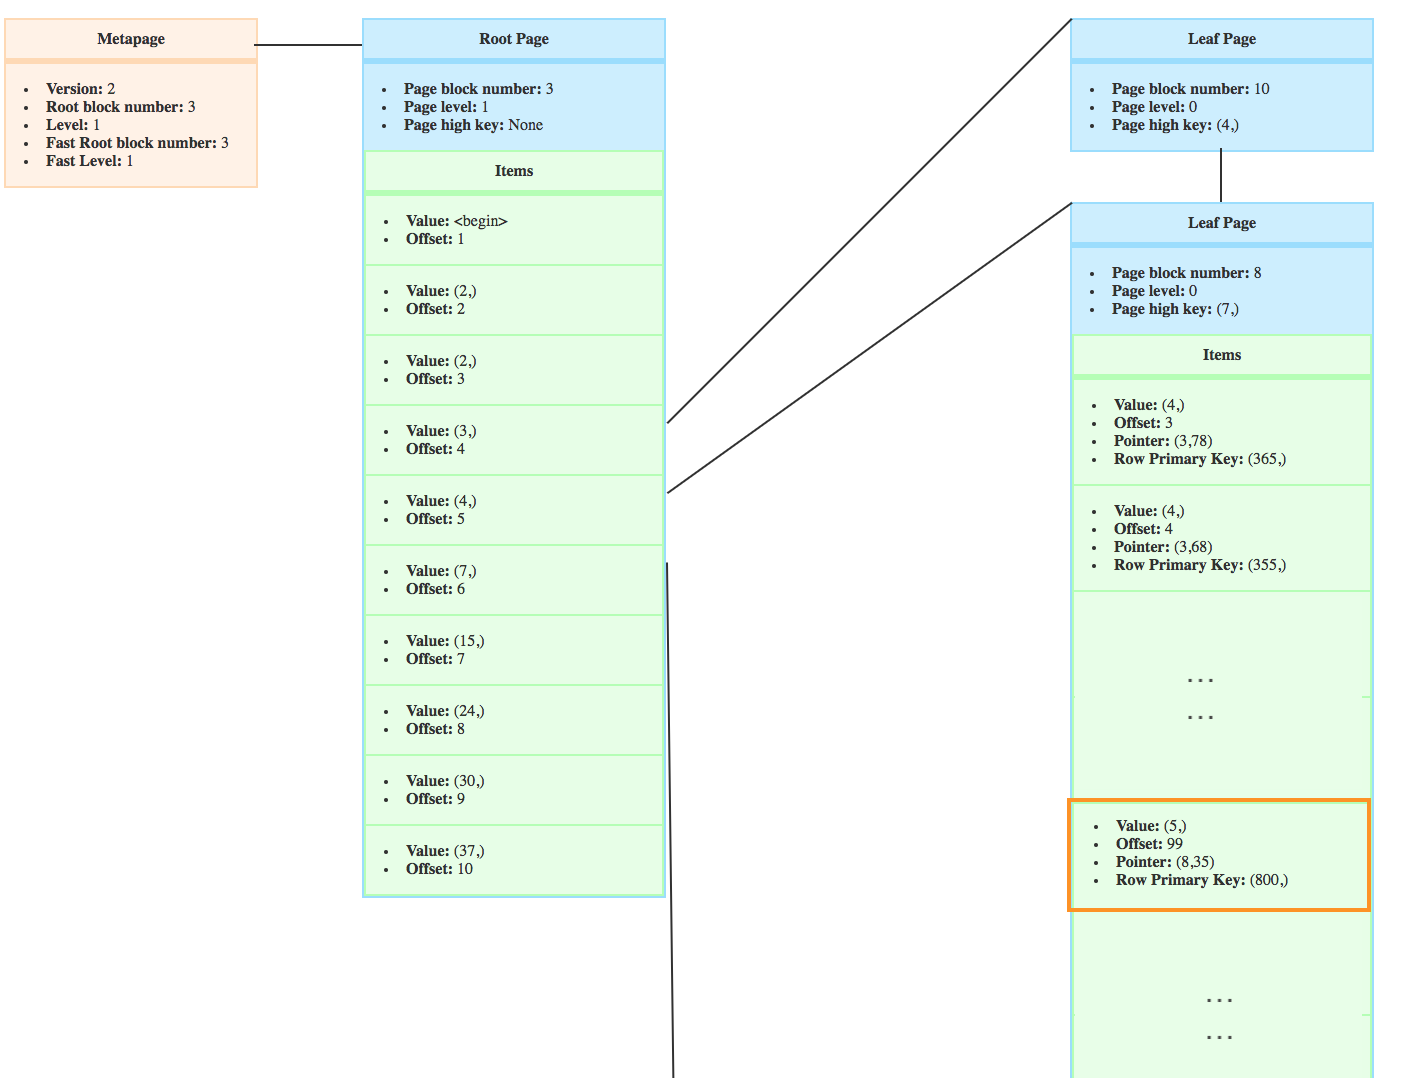 Metapage
Version: 2
Root block number: 3
Level: 1
Fast Root block number: 3
Fast Level: 1
Root Page
Page block number: 3
Page level: 1
Page high key: None
Items
Value: <begin>
Offset: 1
Value: (2,)
Offset: 2
Value: (2,)
Offset: 3
Value: (3,)
Offset: 4
Value: (4,)
Offset: 5
Value: (7,)
Offset: 6
Value: (15,)
Offset: 7
Value: (24,)
Offset: 8
Value: (30,)
Offset: 9
Value: (37,)
Offset: 10
Leaf Page
Page block number: 10
Page level: 0
Page high key: (4,)
Leaf Page
Page block number: 8
Page level: 0
Page high key: (7,)
Items
Value: (4,)
Offset: 3
Pointer: (3,78)
Row Primary Key: (365,)
Value: (4,)
Offset: 4
Pointer: (3,68)
Row Primary Key: (355,)
...
...
Value: (5,)
Offset: 99
Pointer: (8,35)
Row Primary Key: (800,)
...
...